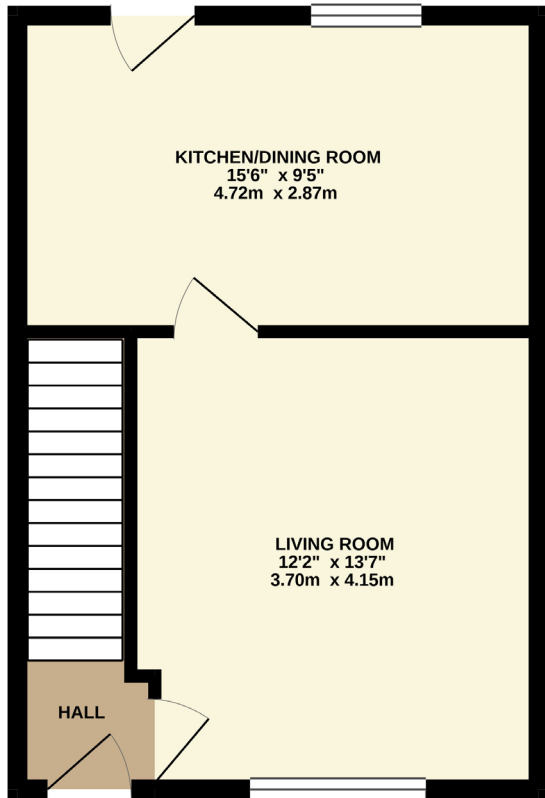 KITCHEN/DINING ROOM
15'6" x 9'5"
4.72m x 2.87m
LIVING ROOM
12'2" x 13'7"
3.70m x 4.15m
HALL